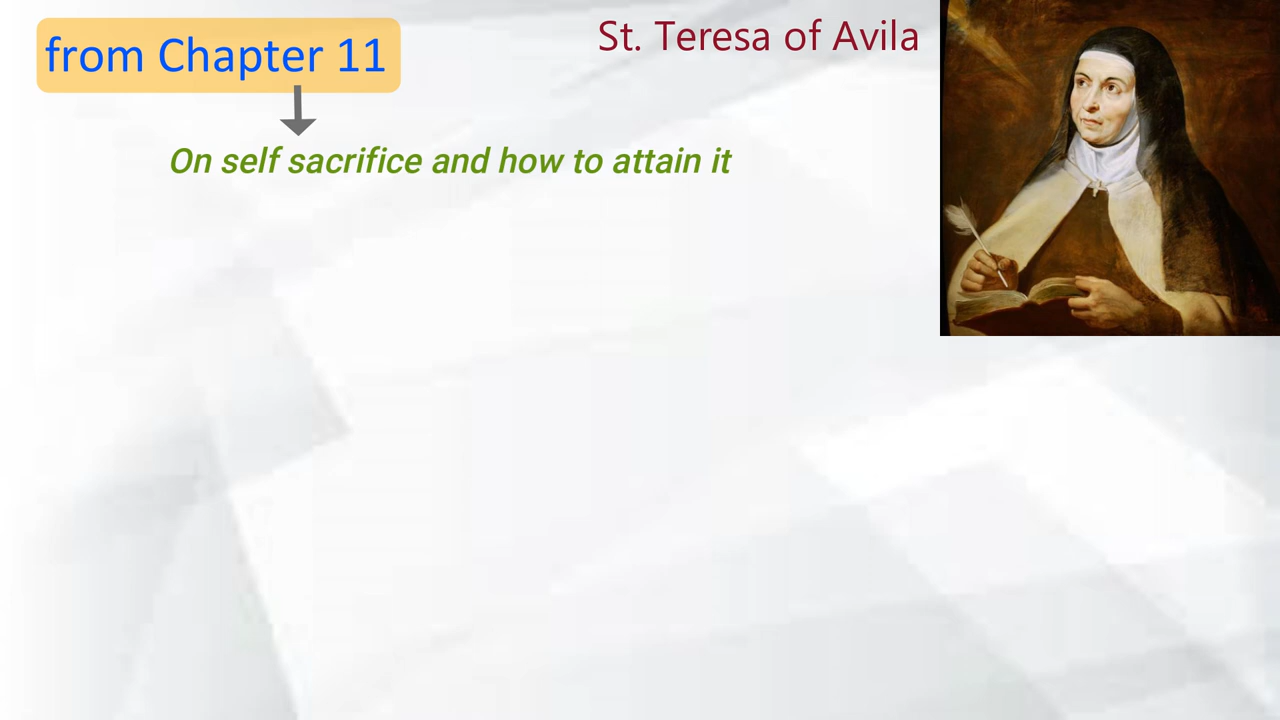 from Chapter 11
St. Teresa of Avila
On self sacrifice and how to attain it